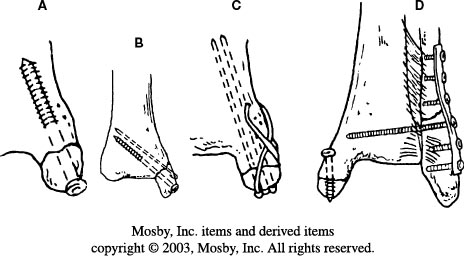 A
B
C
D
Mosby, Inc. items and derived items
copyright © 2003, Mosby, Inc. All rights reserved.